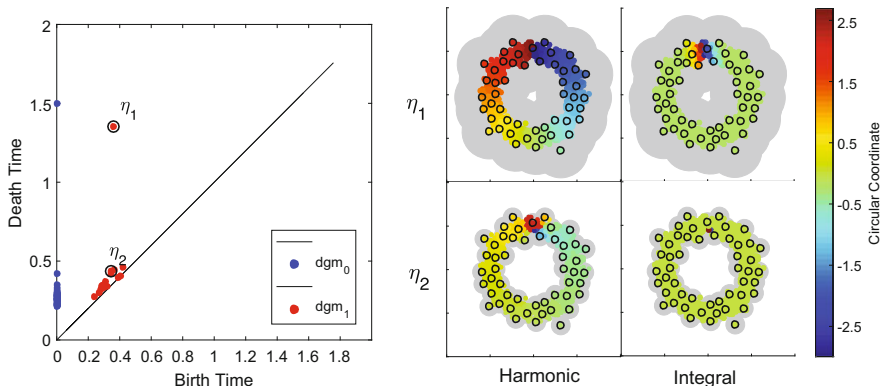 2
1.5
1
0.5
0
0 0.2 0.4 0.6 0.8 1 1.2 1.4 1.6 1.8
Death Time
Birth Time
η1
η2
dgm0
dgm1
η1
η2
Harmonic
Integral
2.5
1.5
0.5
-0.5
-1.5
-2.5
Circular Coordinate